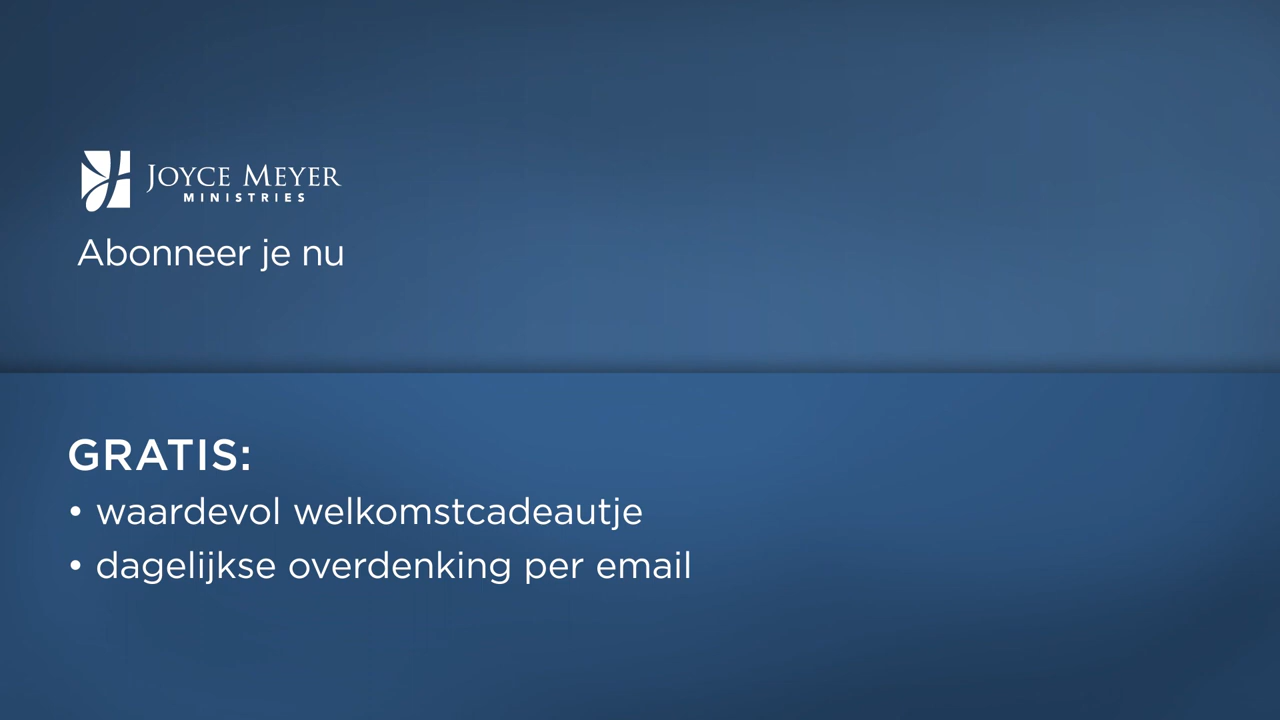 JOYCE MEYER
MINISTRIES
Abonneer je nu
GRATIS:
• waardevol welkomstcadeautje
• dagelijkse overdenking per email